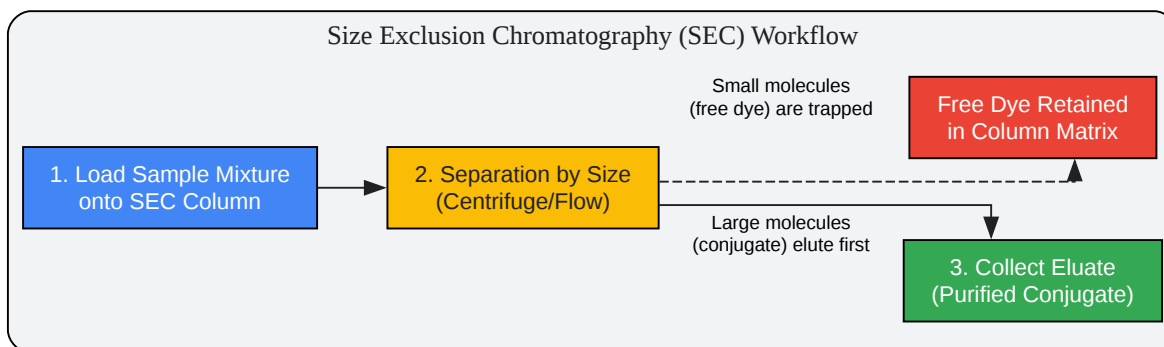 Size Exclusion Chromatography (SEC) Workflow
Small molecules
(free dye) are trapped
Free Dye Retained
in Column Matrix
1. Load Sample Mixture
onto SEC Column
2. Separation by Size
(Centrifuge/Flow)
Large molecules
(conjugate) elute first
3. Collect Eluate
(Purified Conjugate)